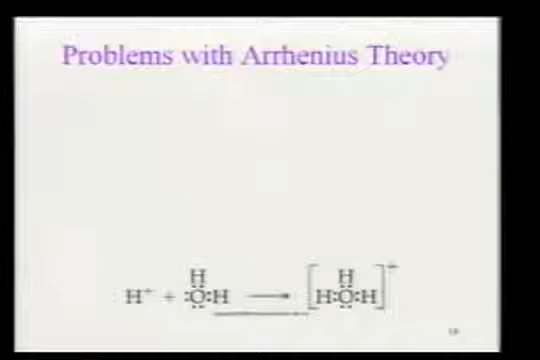 Problems with Arrhenius Theory
H⁺ + :Ö:H ⟶ [H:Ö:H]⁺
H H